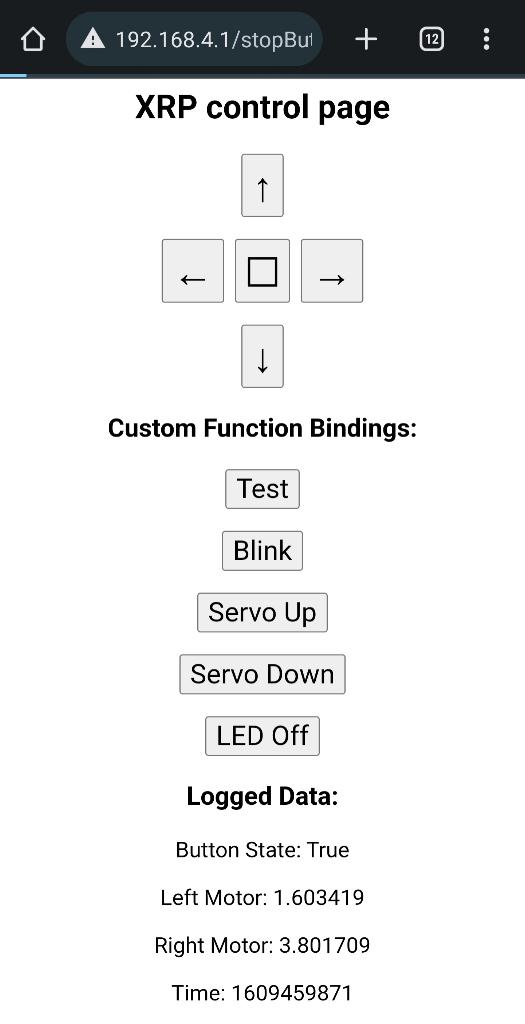 192.168.4.1/stopBut
12
XRP control page
↑
← □ →
↓
Custom Function Bindings:
Test
Blink
Servo Up
Servo Down
LED Off
Logged Data:
Button State: True
Left Motor: 1.603419
Right Motor: 3.801709
Time: 1609459871